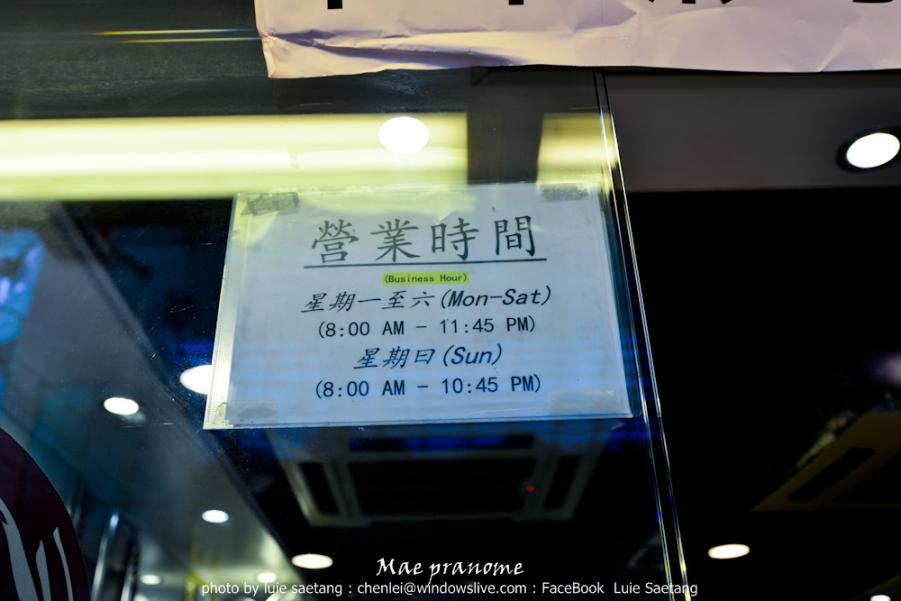 營業時間
(Business Hour)
星期一至六(Mon-Sat)
(8:00 AM - 11:45 PM)
星期日(Sun)
(8:00 AM - 10:45 PM)
Mae pranome
photo by luie saetang : chenlei@windowslive.com : FaceBook Luie Saetang